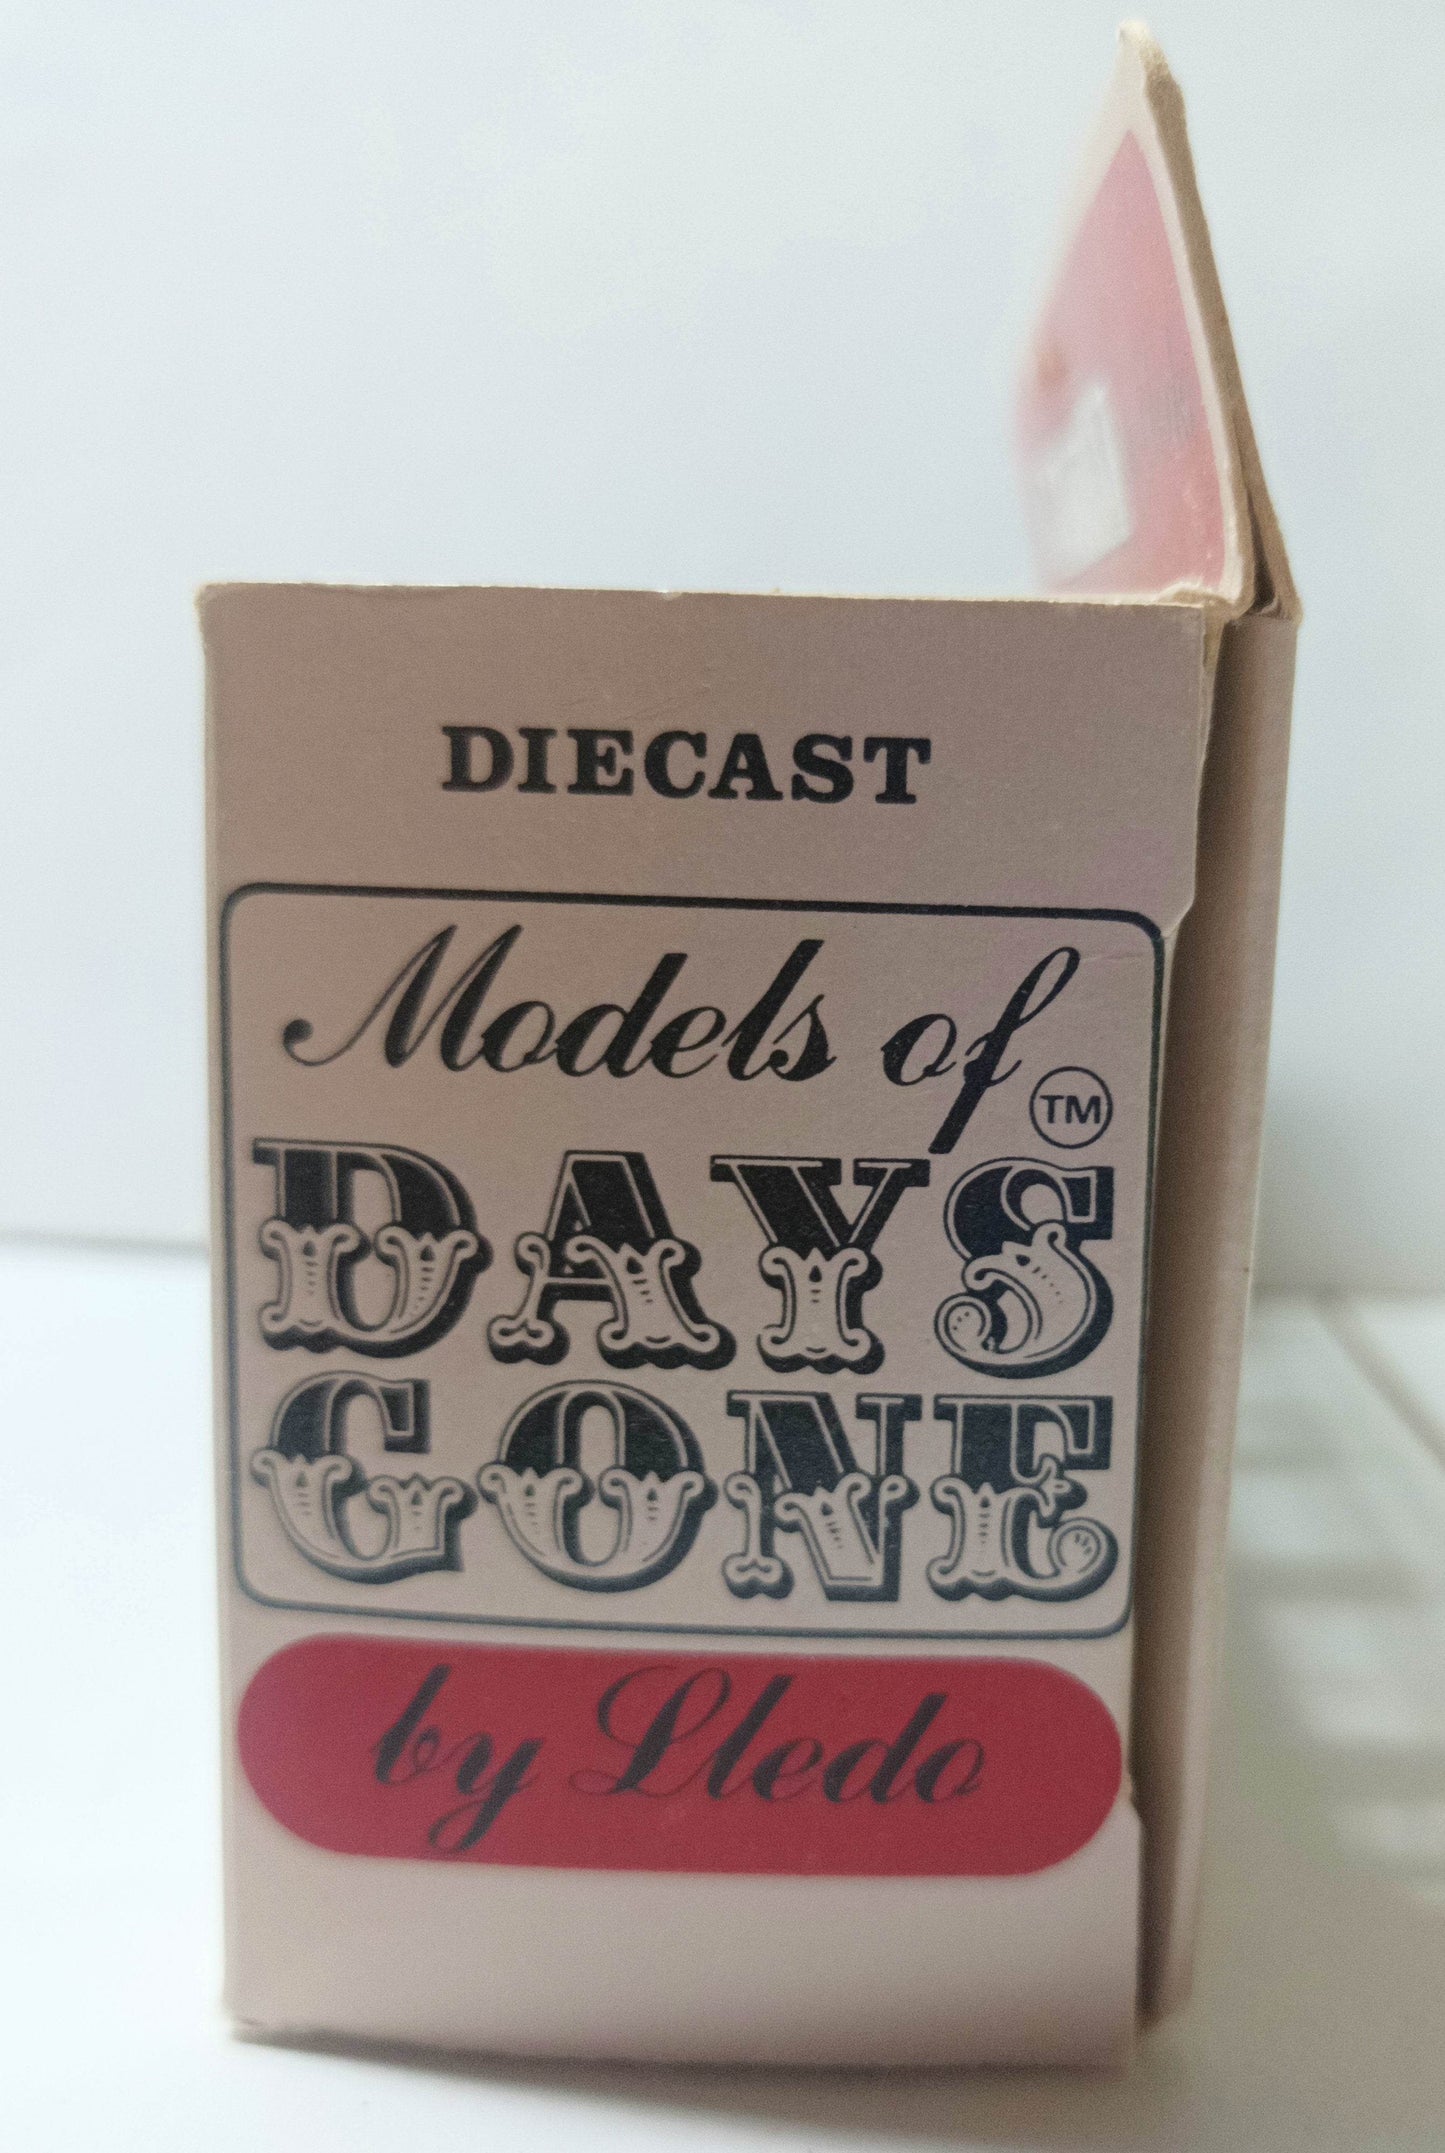 DIECAST
Models of
TM
DAYS
GONE
by Lledo